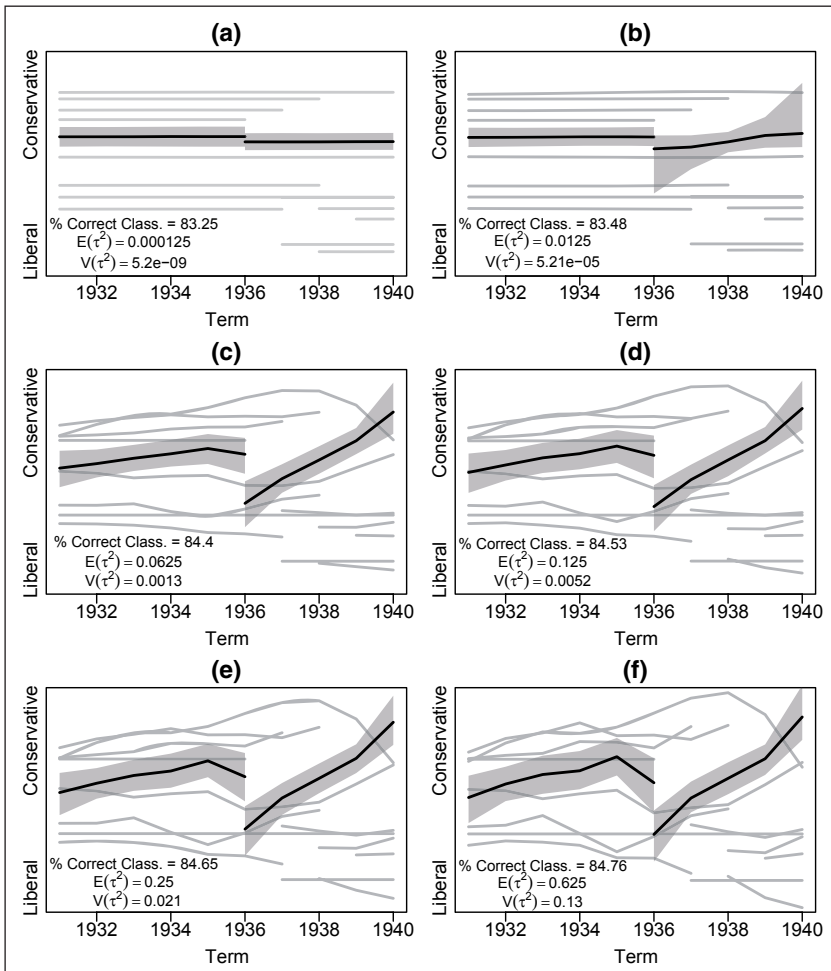 (a)
Conservative
Liberal
% Correct Class. = 83.25
E(τ²) = 0.000125
V(τ²) = 5.2e−09
1932 1934 1936 1938 1940
Term
(b)
Conservative
Liberal
% Correct Class. = 83.48
E(τ²) = 0.0125
V(τ²) = 5.21e−05
1932 1934 1936 1938 1940
Term
(c)
Conservative
Liberal
% Correct Class. = 84.4
E(τ²) = 0.0625
V(τ²) = 0.0013
1932 1934 1936 1938 1940
Term
(d)
Conservative
Liberal
% Correct Class. = 84.53
E(τ²) = 0.125
V(τ²) = 0.0052
1932 1934 1936 1938 1940
Term
(e)
Conservative
Liberal
% Correct Class. = 84.65
E(τ²) = 0.25
V(τ²) = 0.021
1932 1934 1936 1938 1940
Term
(f)
Conservative
Liberal
% Correct Class. = 84.76
E(τ²) = 0.625
V(τ²) = 0.13
1932 1934 1936 1938 1940
Term